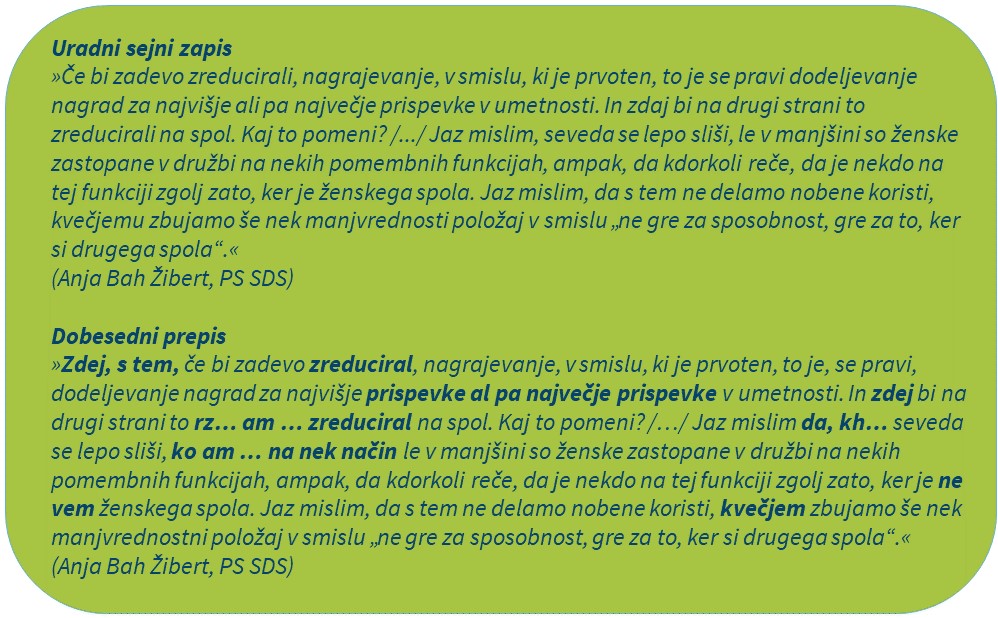 Uradni sejni zapis
»Če bi zadevo zreducirali, nagrajevanje, v smislu, ki je prvoten, to je se pravi dodeljevanje
nagrad za najvišje ali pa največje prispevke v umetnosti. In zdaj bi na drugi strani to
zreducirali na spol. Kaj to pomeni? /.../ Jaz mislim, seveda se lepo sliši, le v manjšini so ženske
zastopane v družbi na nekih pomembnih funkcijah, ampak, da kdorkoli reče, da je nekdo na
tej funkciji zgolj zato, ker je ženskega spola. Jaz mislim, da s tem ne delamo nobene koristi,
kvečjemu zbujamo še nek manjvrednosti položaj v smislu „ne gre za sposobnost, gre za to, ker
si drugega spola“.«
(Anja Bah Žibert, PS SDS)
Dobesedni prepis
»Zdej, s tem, če bi zadevo zreduciral, nagrajevanje, v smislu, ki je prvoten, to je, se pravi,
dodeljevanje nagrad za najvišje prispevke al pa največje prispevke v umetnosti. In zdej bi na
drugi strani to rz... am ... zreduciral na spol. Kaj to pomeni? /.../ Jaz mislim da, kh... seveda
se lepo sliši, ko am ... na nek način le v manjšini so ženske zastopane v družbi na nekih
pomembnih funkcijah, ampak, da kdorkoli reče, da je nekdo na tej funkciji zgolj zato, ker je ne
vem ženskega spola. Jaz mislim, da s tem ne delamo nobene koristi, kvečjem zbujamo še nek
manjvrednostni položaj v smislu „ne gre za sposobnost, gre za to, ker si drugega spola“.«
(Anja Bah Žibert, PS SDS)